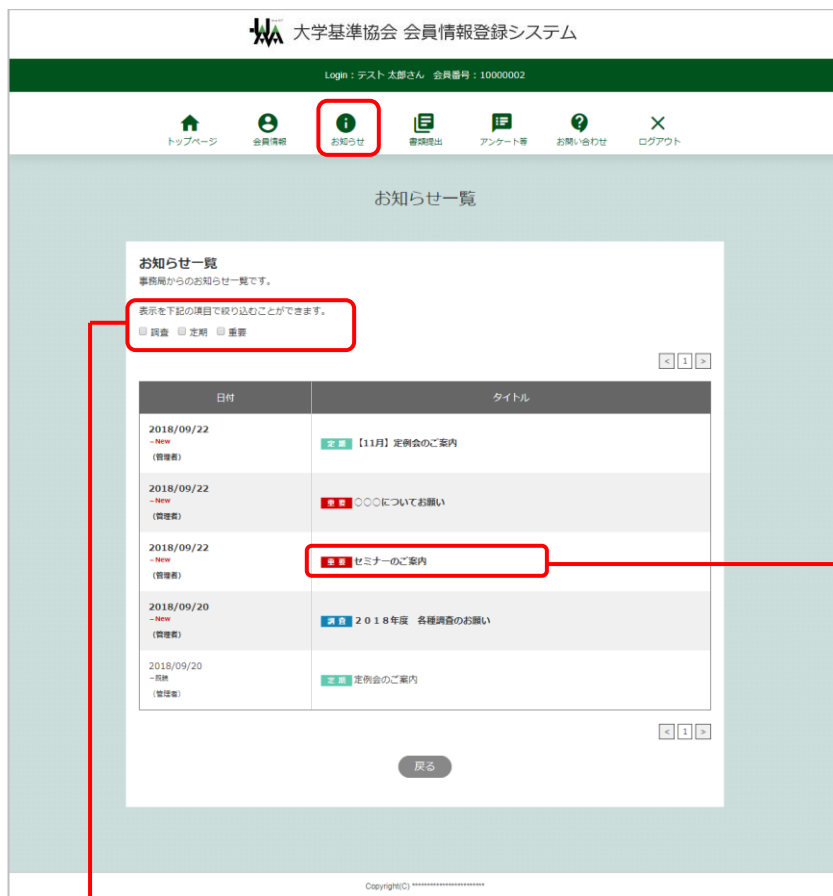 大学基準協会 会員情報登録システム
Login：テスト 太郎さん　会員番号：10000002
トップページ　会員情報　お知らせ　書類提出　アンケート等　お問い合わせ　ログアウト
お知らせ一覧
お知らせ一覧
事務局からのお知らせ一覧です。
表示を下記の項目で絞り込むことができます。
調査　定期　重要
< 1 >
日付　タイトル
2018/09/22
－New
（管理者）
定 期 【11月】定例会のご案内
2018/09/22
－New
（管理者）
重 要 ○○○についてお願い
2018/09/22
－New
（管理者）
重 要 セミナーのご案内
2018/09/20
－New
（管理者）
調 査 ２０１８年度　各種調査のお願い
2018/09/20
－既読
（管理者）
定 期 定例会のご案内
< 1 >
戻る
Copyright(C) ************************